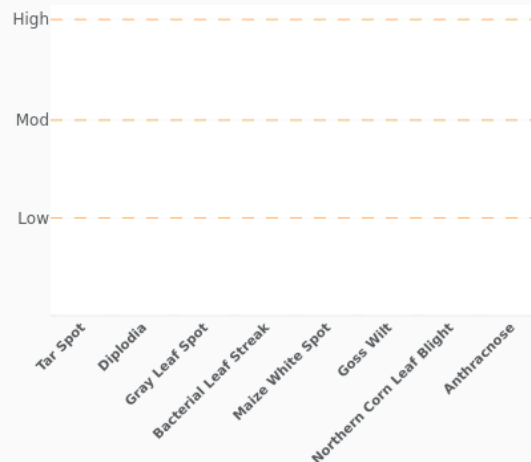 High
Mod
Low
Tar Spot
Diplodia
Gray Leaf Spot
Bacterial Leaf Streak
Maize White Spot
Goss Wilt
Northern Corn Leaf Blight
Anthracnose